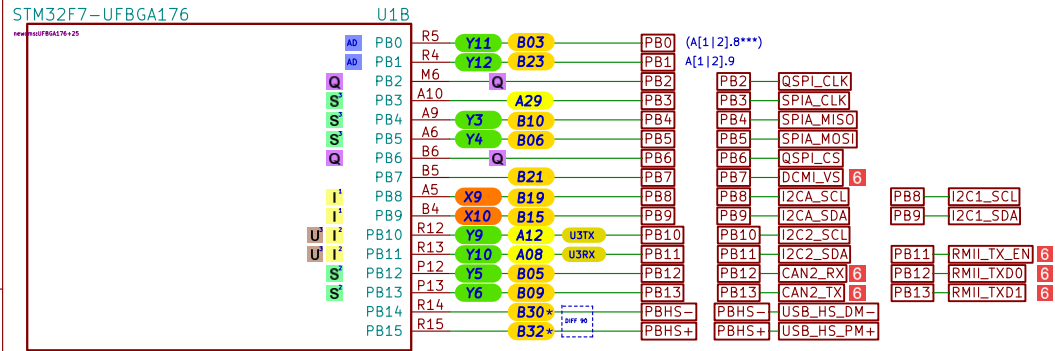 STM32F7-UFBGA176 U1B
AD PB0 R5 Y11 B03 PB0 (A[1|2].8***)
AD PB1 R4 Y12 B23 PB1 A[1|2].9
Q PB2 M6 Q PB2 PB2 QSPI_CLK
S3 PB3 A10 A29 PB3 PB3 SPIA_CLK
S3 PB4 A9 Y3 B10 PB4 PB4 SPIA_MISO
S3 PB5 A6 Y4 B06 PB5 PB5 SPIA_MOSI
Q PB6 B6 Q PB6 PB6 QSPI_CS
PB7 B5 B21 PB7 PB7 DCMI_VS 6
I1 PB8 A5 X9 B19 PB8 PB8 I2CA_SCL PB8 I2C1_SCL
I1 PB9 B4 X10 B15 PB9 PB9 I2CA_SDA PB9 I2C1_SDA
U3 I2 PB10 R12 Y9 A12 U3TX PB10 PB10 I2C2_SCL
U3 I2 PB11 R13 Y10 A08 U3RX PB11 PB11 I2C2_SDA PB11 RMII_TX_EN 6
S2 PB12 P12 Y5 B05 PB12 PB12 CAN2_RX 6 PB12 RMII_TXD0 6
S2 PB13 P13 Y6 B09 PB13 PB13 CAN2_TX 6 PB13 RMII_TXD1 6
PB14 R14 B30* DIFF 90 PBHS- PBHS- USB_HS_DM-
PB15 R15 B32* PBHS+ PBHS+ USB_HS_PM+